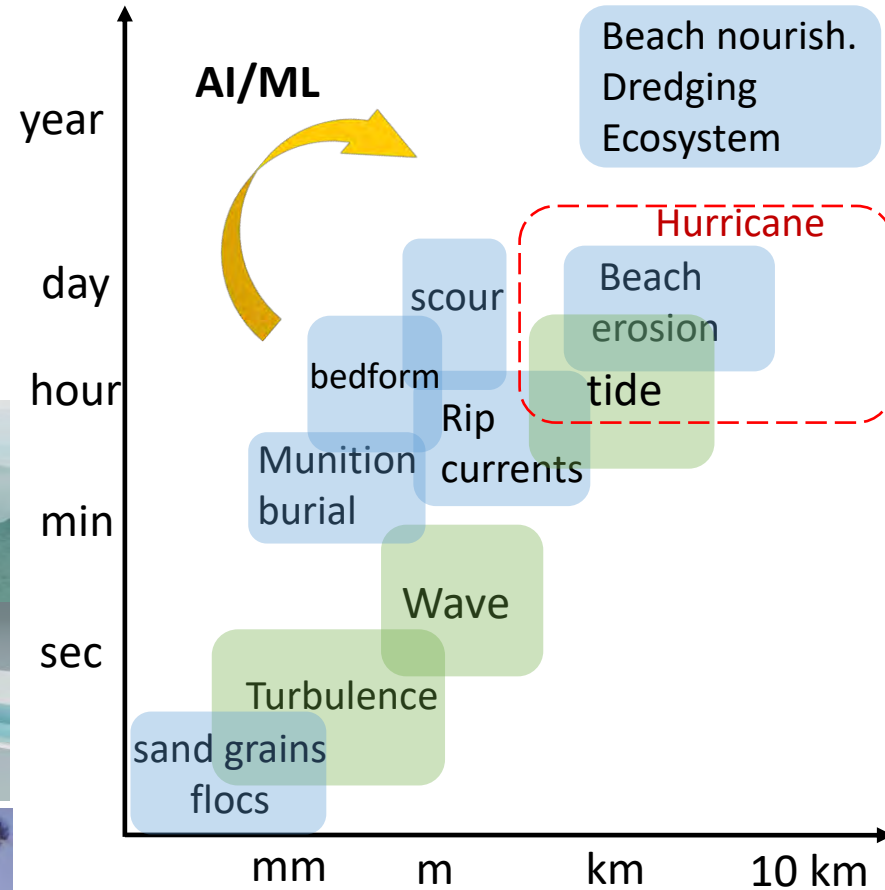 Beach nourish.
Dredging
Ecosystem
AI/ML
year
Hurricane
day
Beach
erosion
scour
hour
bedform
tide
Rip
currents
Munition
burial
min
Wave
sec
Turbulence
sand grains
flocs
mm m km 10 km